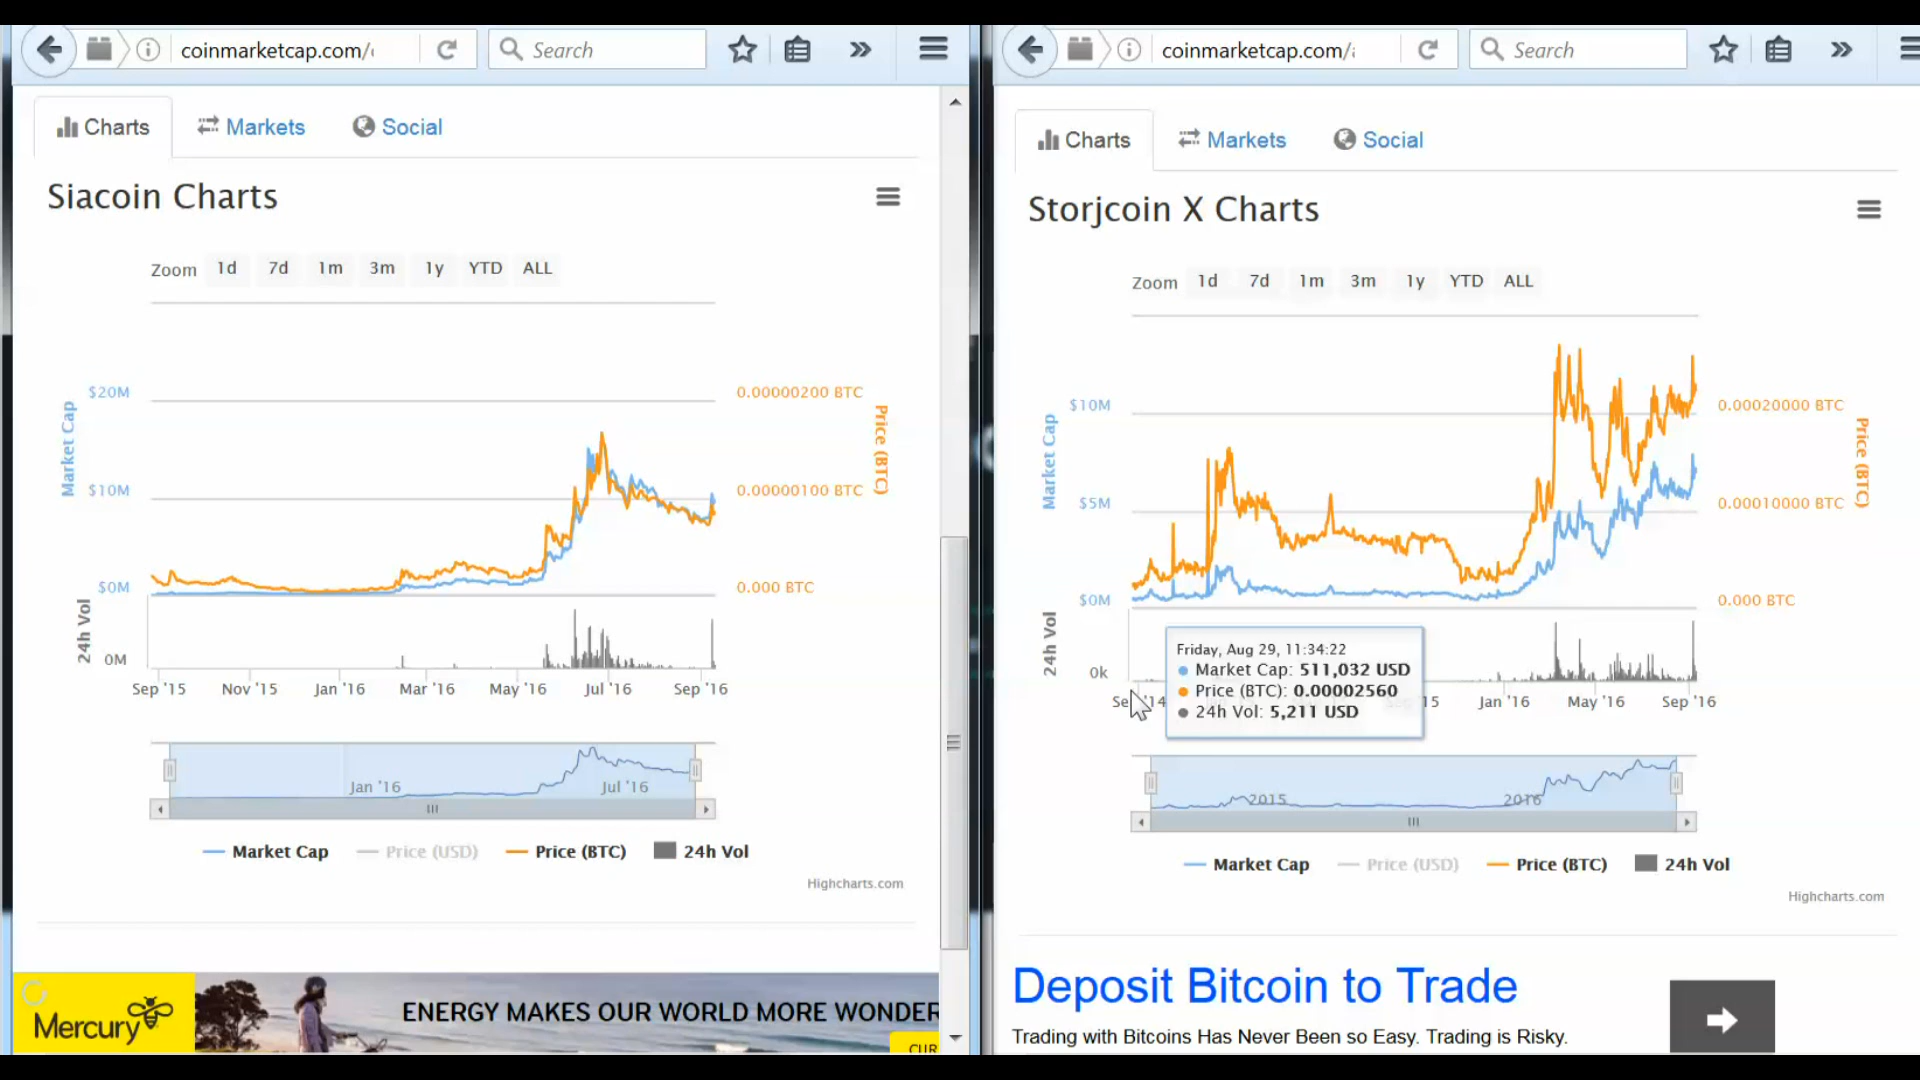 coinmarketcap.com/
Search
Charts
Markets
Social
Siacoin Charts
Zoom 1d 7d 1m 3m 1y YTD ALL
Market Cap
$20M
$10M
$0M
0.00000200 BTC
0.00000100 BTC
0.000 BTC
Price (BTC)
24h Vol
0M
Sep '15 Nov '15 Jan '16 Mar '16 May '16 Jul '16 Sep '16
Jan '16 Jul '16
Market Cap Price (USD) Price (BTC) 24h Vol
Highcharts.com
Mercury
ENERGY MAKES OUR WORLD MORE WONDER
CUR
coinmarketcap.com/
Search
Charts
Markets
Social
Storjcoin X Charts
Zoom 1d 7d 1m 3m 1y YTD ALL
Market Cap
$10M
$5M
$0M
0.00020000 BTC
0.00010000 BTC
0.000 BTC
Price (BTC)
24h Vol
0k
Friday, Aug 29, 11:34:22
Market Cap: 511,032 USD
Price (BTC): 0.00002560
24h Vol: 5,211 USD
Jan '16 May '16 Sep '16
2015 2016
Market Cap Price (USD) Price (BTC) 24h Vol
Highcharts.com
Deposit Bitcoin to Trade
Trading with Bitcoins Has Never Been so Easy. Trading is Risky.